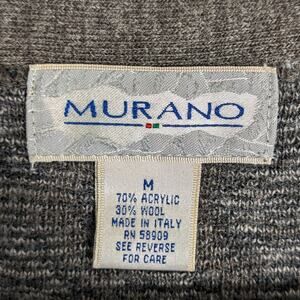 MURANO
M
70% ACRYLIC
30% WOOL
MADE IN ITALY
RN 58909
SEE REVERSE
FOR CARE